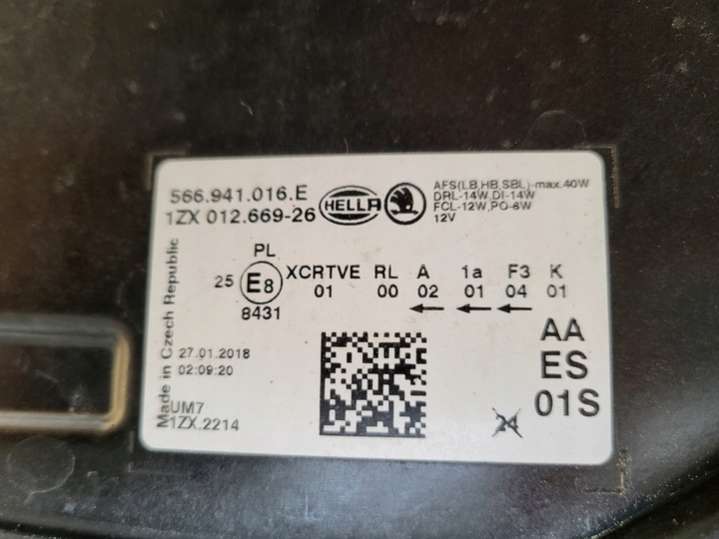 566.941.016.E
1ZX 012.669-26
HELLA
AFS(LB,HB,SBL)-max.40W
DRL-14W,DI-14W
FCL-12W,PO-6W
12V
PL
25 E8 XCRTVE RL A 1a F3 K
8431 01 00 02 01 04 01
Made in Czech Republic
27.01.2018
02:09:20
UM7
1ZX.2214
24
AA
ES
01S